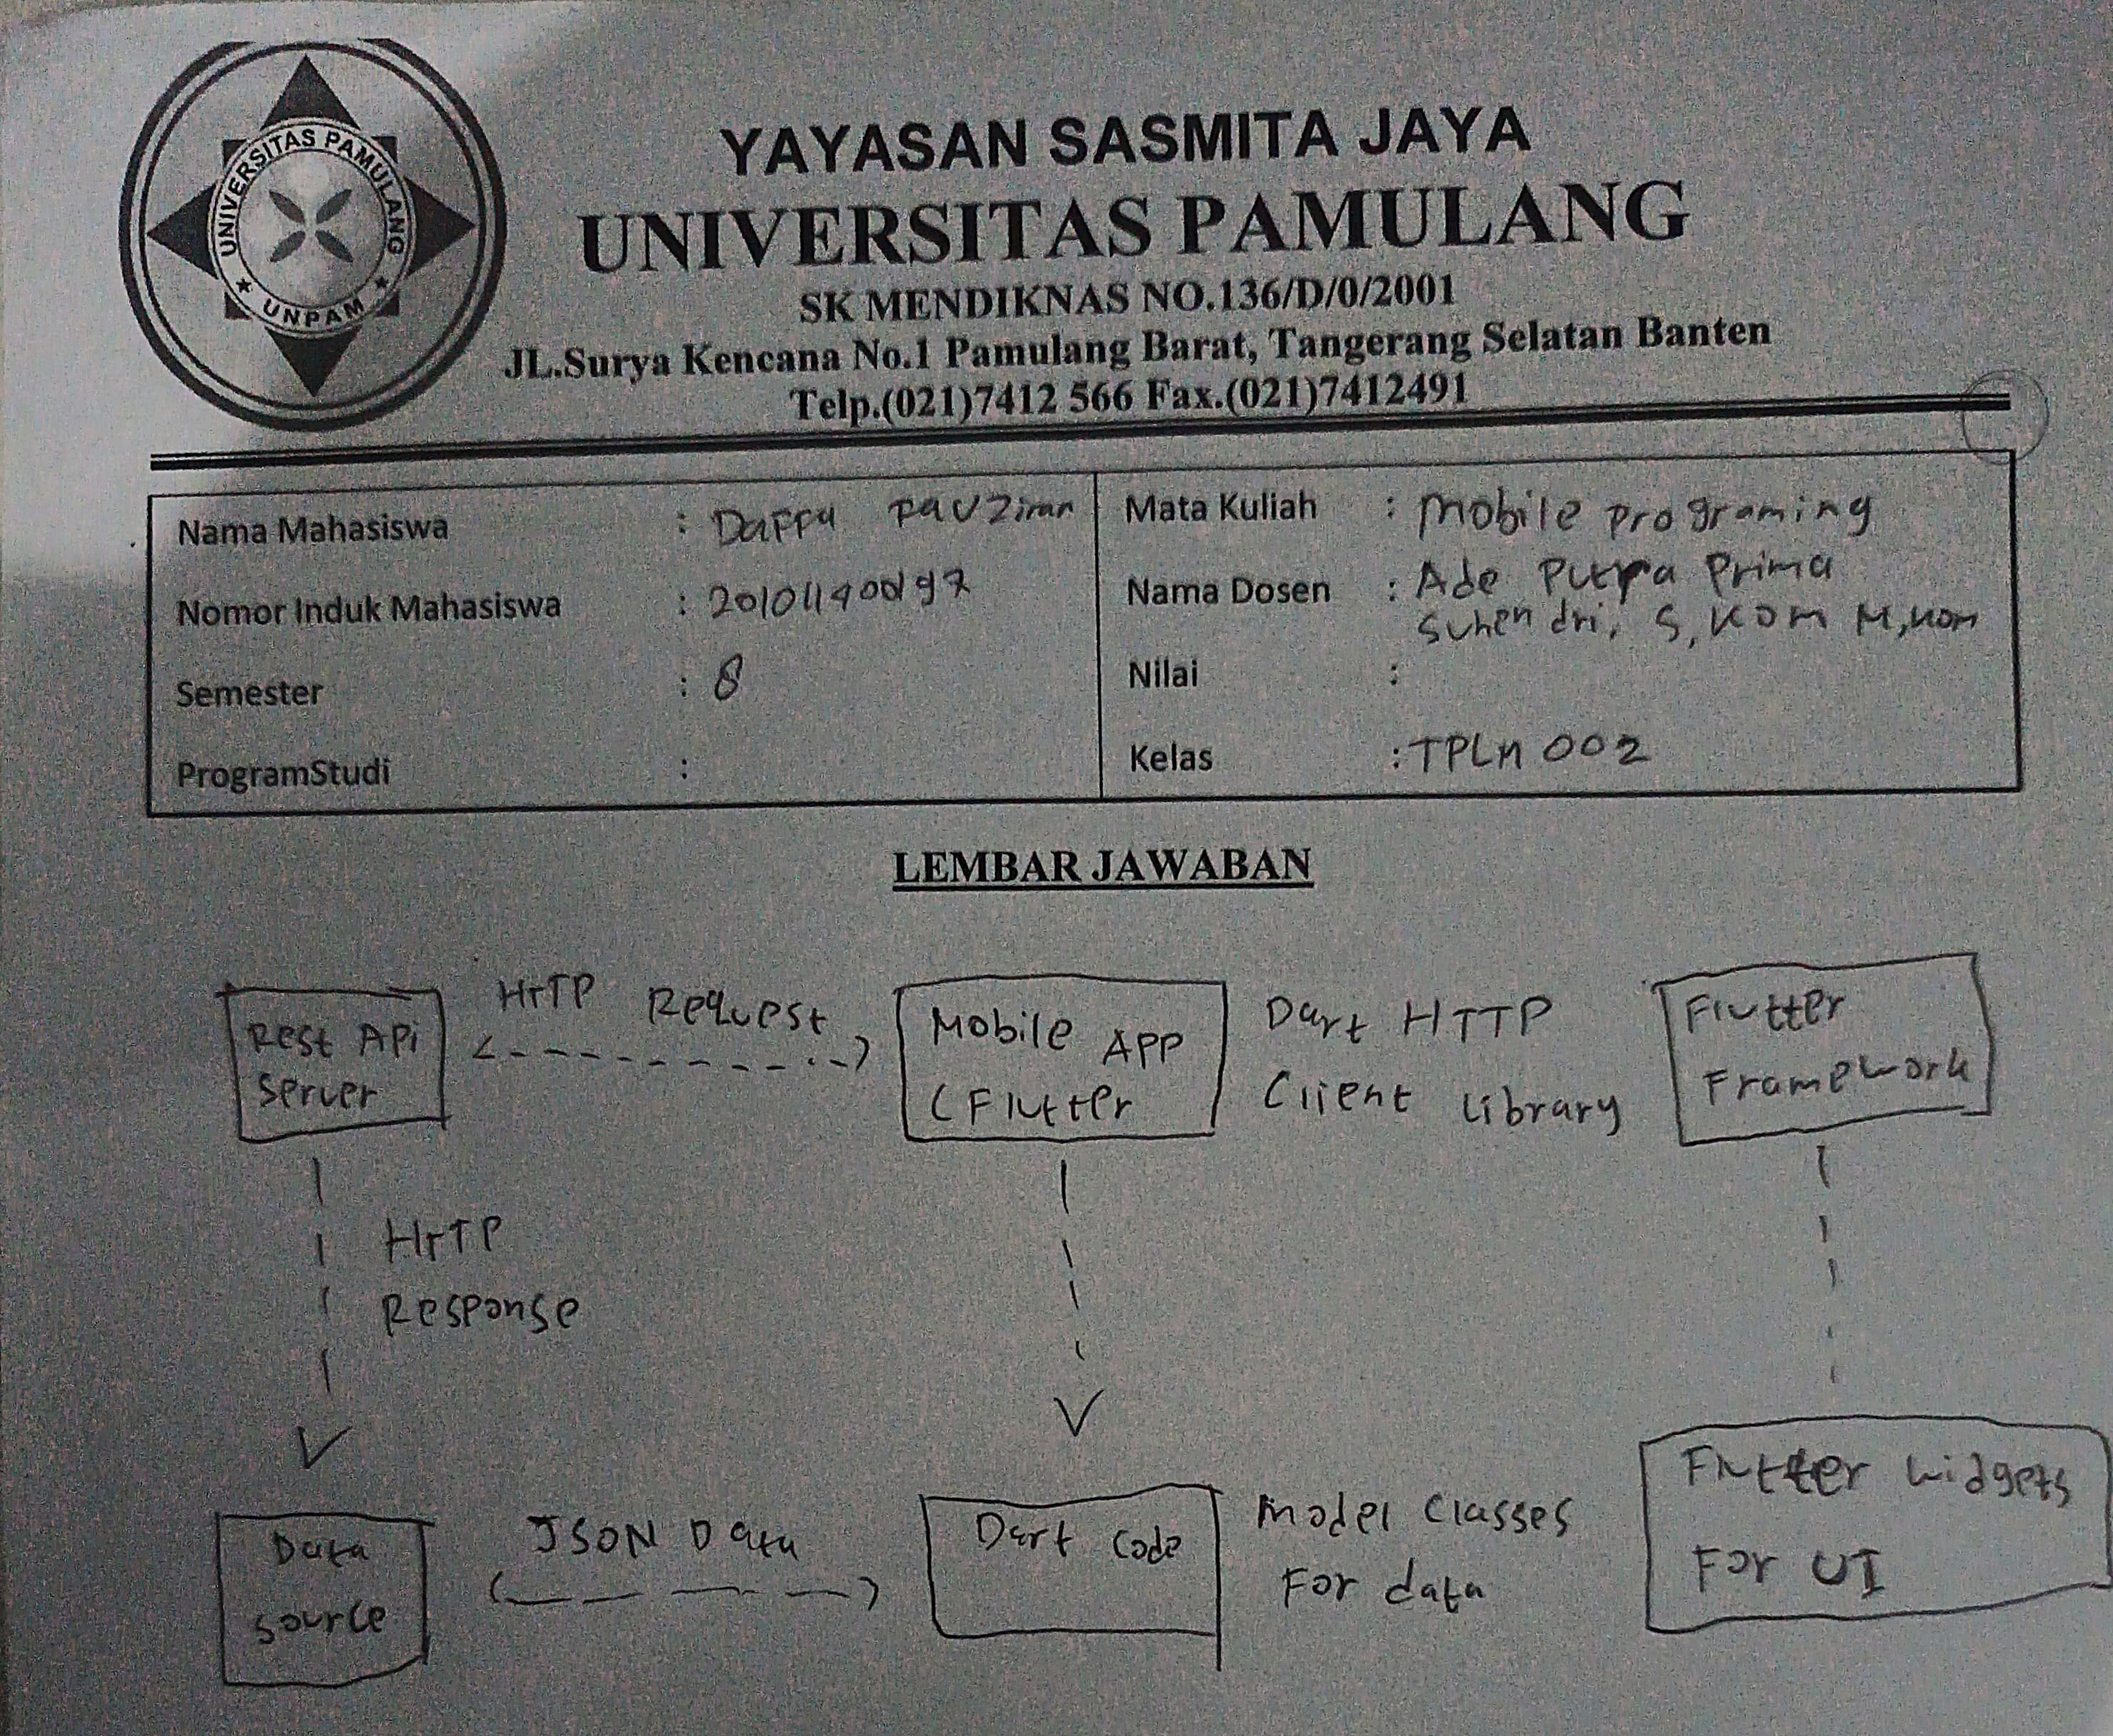 UNIVERSITAS PAMULANG
UNPAM
YAYASAN SASMITA JAYA
UNIVERSITAS PAMULANG
SK MENDIKNAS NO.136/D/0/2001
JL.Surya Kencana No.1 Pamulang Barat, Tangerang Selatan Banten
Telp.(021)7412 566 Fax.(021)7412491
Nama Mahasiswa : Daffa
Nomor Induk Mahasiswa :
Semester : 8
ProgramStudi :
Mata Kuliah : Mobile programing
Nama Dosen : Ade Putra Prima
Suhendri, S,KOM M,KOM
Nilai :
Kelas : TPLM 002
LEMBAR JAWABAN
Rest APi
Server
HTTP Request
Mobile APP
(Flutter
Dart HTTP
Client Library
Flutter
Framework
HTTP
Response
Data
Source
JSON Data
Dart Code
Model Classes
For data
Flutter Widgets
For UI